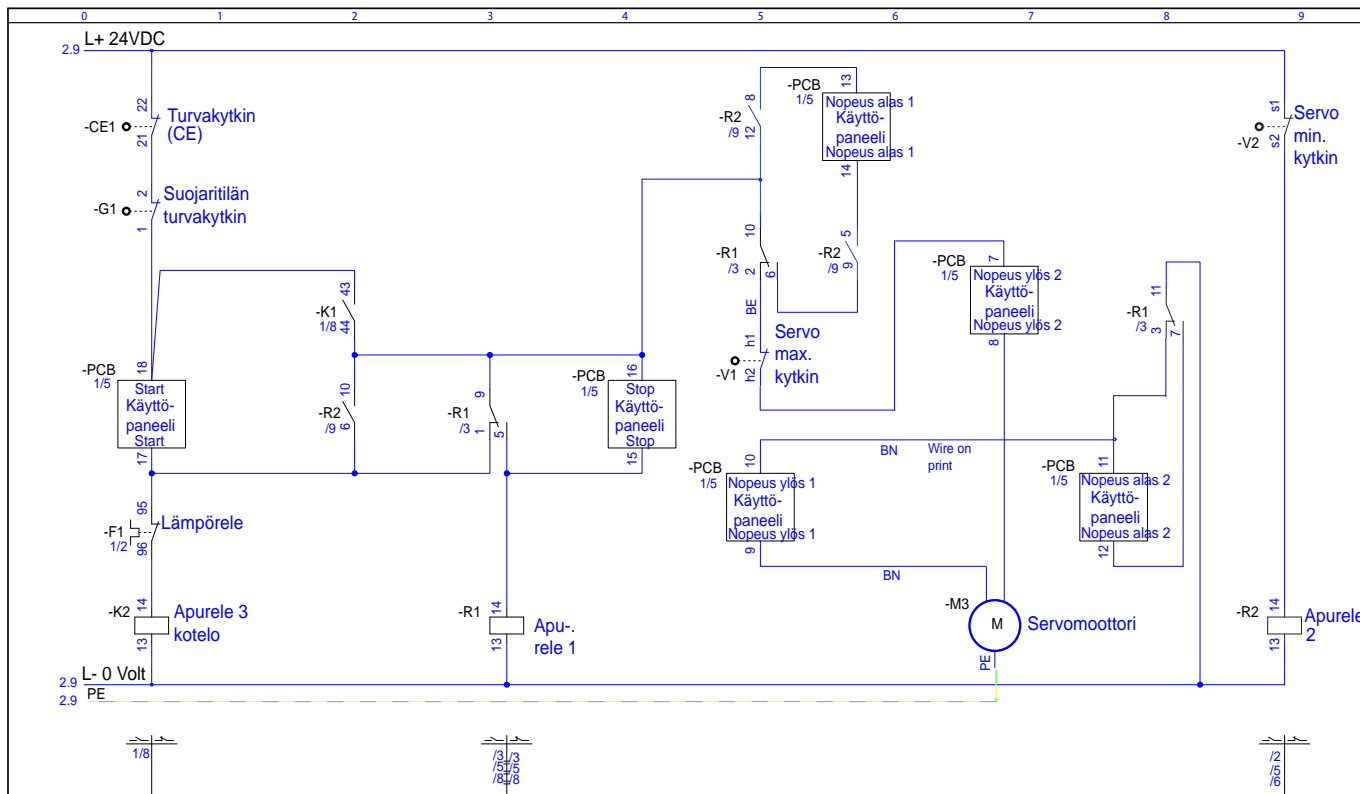 0 1 2 3 4 5 6 7 8 9
L+ 24VDC
2.9
22
-CE1
21
Turvakytkin
(CE)
2
-G1
1
Suojaritilän
turvakytkin
43
-K1
1/8
44
18
-PCB
1/5
Start
Käyttö-
paneeli
Start
17
10
-R2
/9
6
9
-R1
/3
1
5
16
-PCB
1/5
Stop
Käyttö-
paneeli
Stop
15
95
-F1
1/2
96
Lämpörele
14
-K2
13
Apurele 3
kotelo
14
-R1
13
Apu-.
rele 1
8
-R2
/9
12
13
-PCB
1/5
Nopeus alas 1
Käyttö-
paneeli
Nopeus alas 1
14
10
-R1
/3
2
6
5
-R2
/9
9
BE
h1
-V1
h2
Servo
max.
kytkin
7
-PCB
1/5
Nopeus ylös 2
Käyttö-
paneeli
Nopeus ylös 2
8
11
-R1
/3
3
7
BN
Wire on
print
10
-PCB
1/5
Nopeus ylös 1
Käyttö-
paneeli
Nopeus ylös 1
9
BN
11
-PCB
1/5
Nopeus alas 2
Käyttö-
paneeli
Nopeus alas 2
12
-M3
M
Servomoottori
PE
s1
-V2
s2
Servo
min.
kytkin
14
-R2
13
Apurele
2
L- 0 Volt
2.9
PE
2.9
1/8
/3 /3
/5 /5
/8 /8
/2
/5
/6